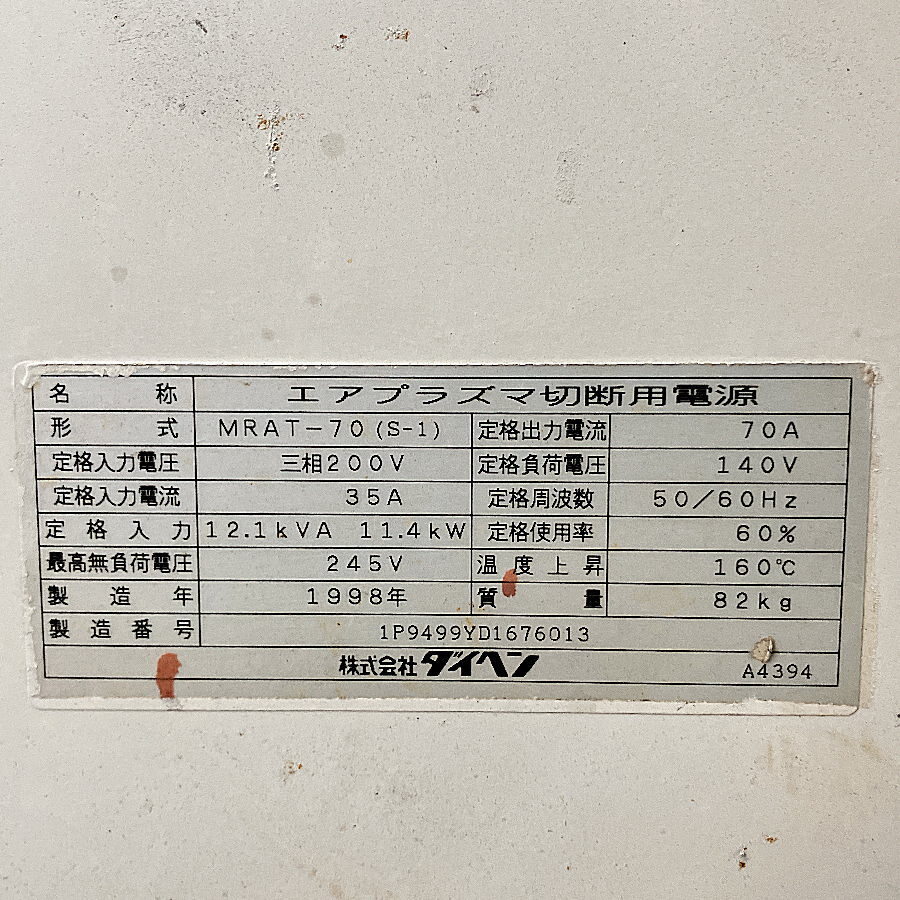 名称 エアプラズマ切断用電源
形式 MRAT-70(S-1) 定格出力電流 70A
定格入力電圧 三相200V 定格負荷電圧 140V
定格入力電流 35A 定格周波数 50/60Hz
定格入力 12.1kVA 11.4kW 定格使用率 60%
最高無負荷電圧 245V 温度上昇 160℃
製造年 1998年 質量 82kg
製造番号 1P9499YD1676013
株式会社ダイヘン A4394